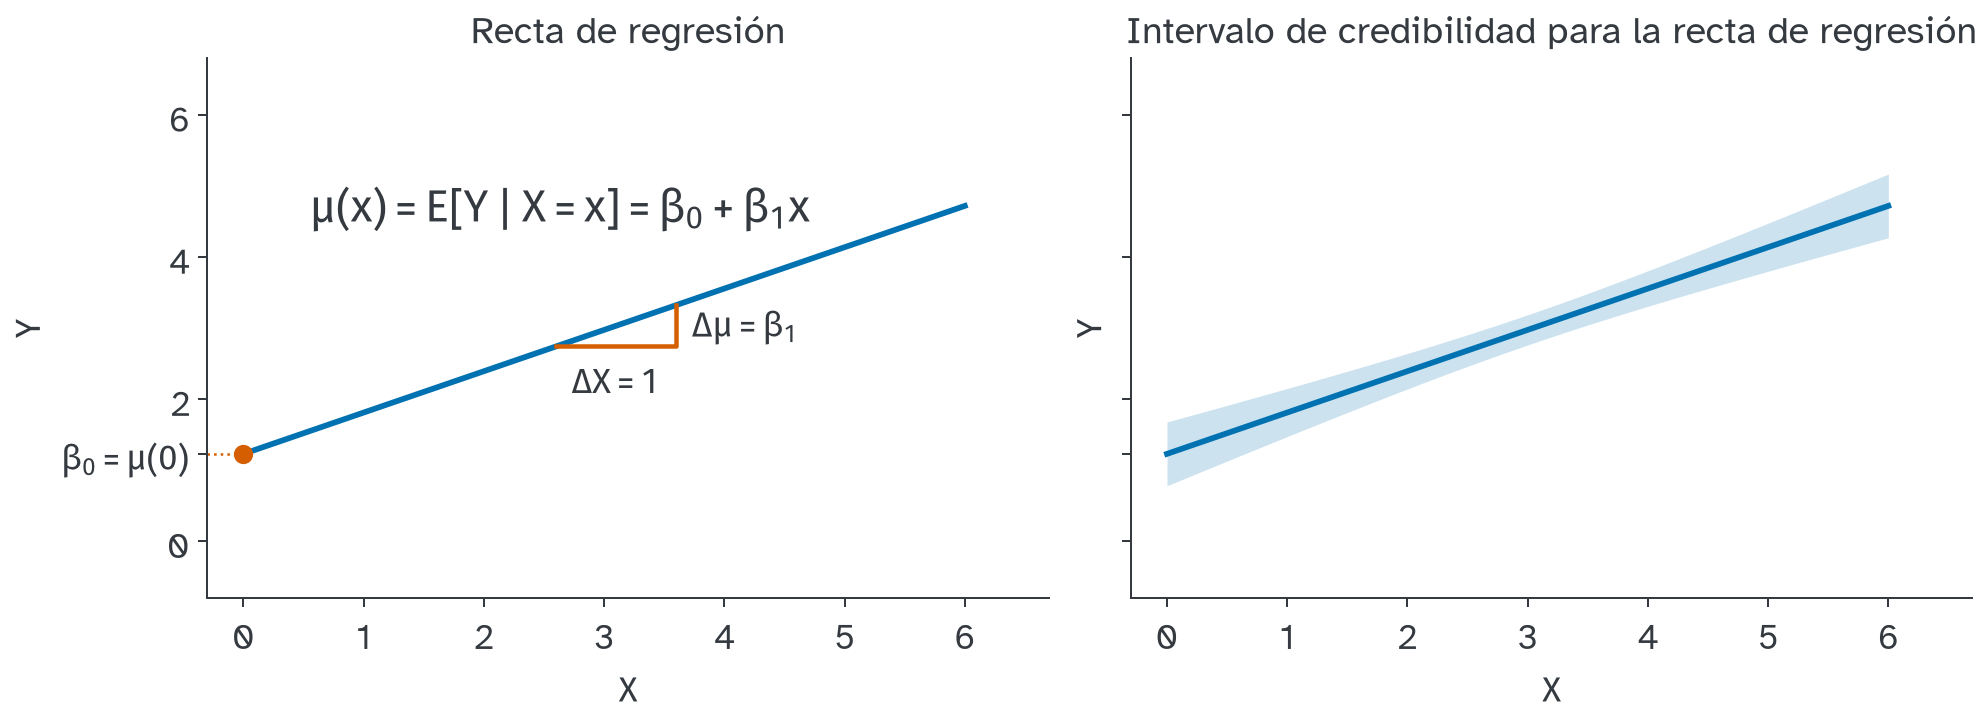 Recta de regresión
μ(x) = E[Y | X = x] = β₀ + β₁x
Δμ = β₁
ΔX = 1
6
4
2
β₀ = μ(0)
0
Y
0 1 2 3 4 5 6
X
Intervalo de credibilidad para la recta de regresión
Y
0 1 2 3 4 5 6
X